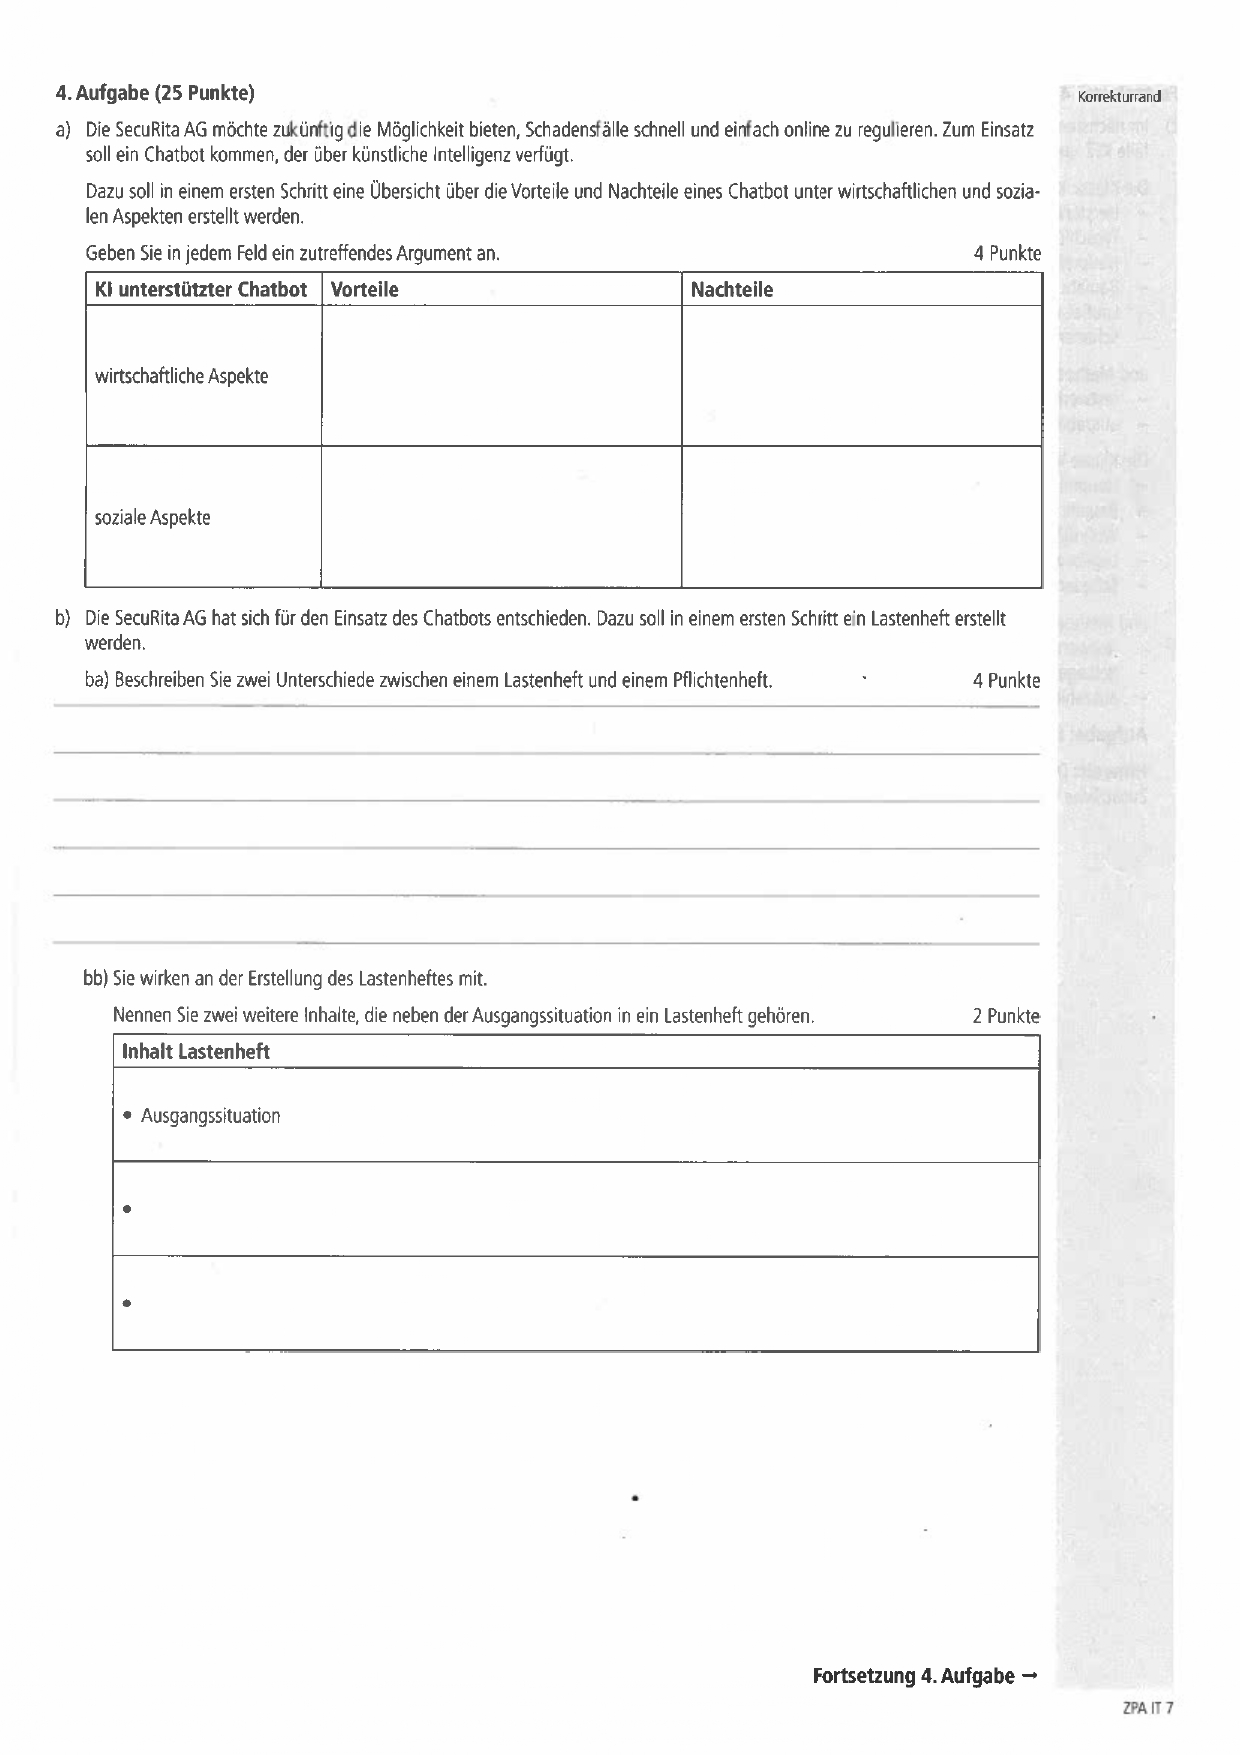 4. Aufgabe (25 Punkte)
Korrekturrand
a) Die SecuRita AG möchte zukünftig die Möglichkeit bieten, Schadensfälle schnell und einfach online zu regulieren. Zum Einsatz
soll ein Chatbot kommen, der über künstliche Intelligenz verfügt.
Dazu soll in einem ersten Schritt eine Übersicht über die Vorteile und Nachteile eines Chatbot unter wirtschaftlichen und sozia-
len Aspekten erstellt werden.
Geben Sie in jedem Feld ein zutreffendes Argument an. 4 Punkte
KI unterstützter Chatbot Vorteile Nachteile
wirtschaftliche Aspekte
soziale Aspekte
b) Die SecuRita AG hat sich für den Einsatz des Chatbots entschieden. Dazu soll in einem ersten Schritt ein Lastenheft erstellt
werden.
ba) Beschreiben Sie zwei Unterschiede zwischen einem Lastenheft und einem Pflichtenheft. 4 Punkte
bb) Sie wirken an der Erstellung des Lastenheftes mit.
Nennen Sie zwei weitere Inhalte, die neben der Ausgangssituation in ein Lastenheft gehören. 2 Punkte
Inhalt Lastenheft
• Ausgangssituation
•
•
Fortsetzung 4. Aufgabe →
ZPA IT 7